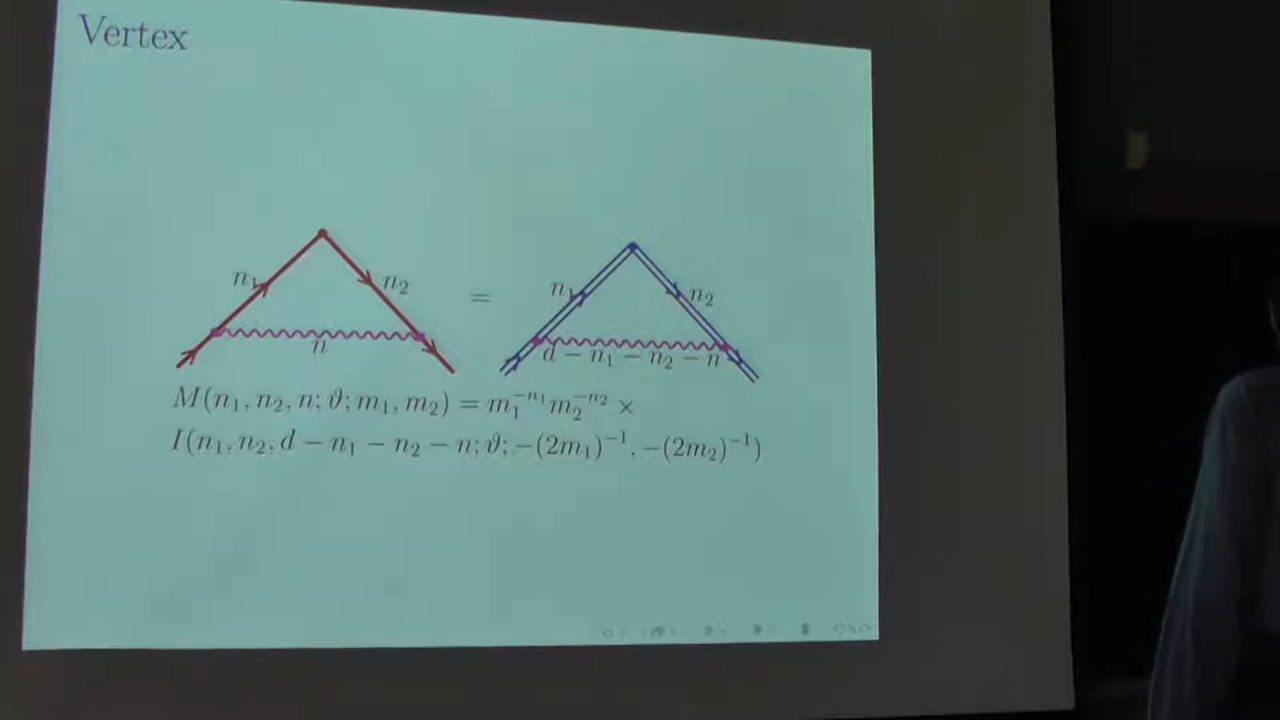 Vertex
n₁ n₂ = n₁ n₂
n d − n₁ − n₂ − n
M(n₁, n₂, n; ϑ; m₁, m₂) = m₁^{−n₁} m₂^{−n₂} ×
I(n₁, n₂, d − n₁ − n₂ − n; ϑ; −(2m₁)^{−1}, −(2m₂)^{−1})